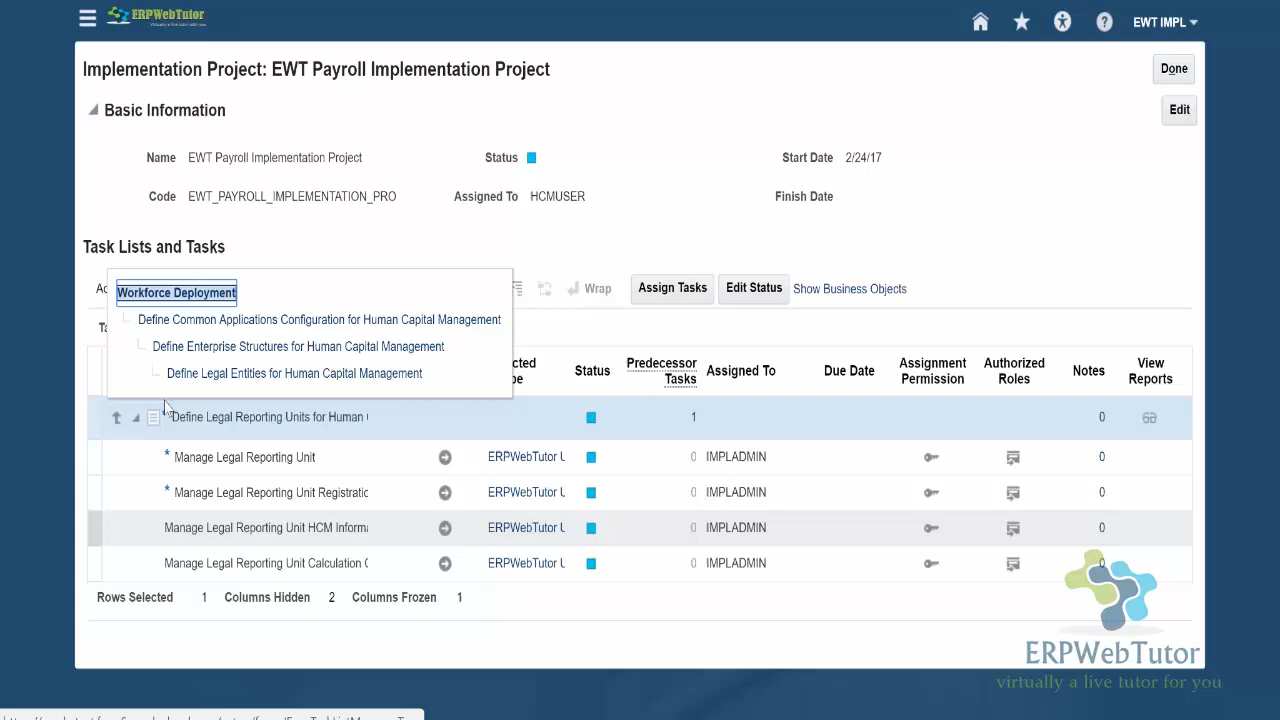 ERPWebTutor
virtually a live tutor with you
EWT IMPL
Implementation Project: EWT Payroll Implementation Project
Done
Basic Information
Edit
Name EWT Payroll Implementation Project Status Start Date 2/24/17
Code EWT_PAYROLL_IMPLEMENTATION_PRO Assigned To HCMUSER Finish Date
Task Lists and Tasks
Workforce Deployment
Define Common Applications Configuration for Human Capital Management
Define Enterprise Structures for Human Capital Management
Define Legal Entities for Human Capital Management
Wrap Assign Tasks Edit Status Show Business Objects
Status Predecessor Tasks Assigned To Due Date Assignment Permission Authorized Roles Notes View Reports
Define Legal Reporting Units for Human 1 0
* Manage Legal Reporting Unit ERPWebTutor U 0 IMPLADMIN 0
* Manage Legal Reporting Unit Registratic ERPWebTutor U 0 IMPLADMIN 0
Manage Legal Reporting Unit HCM Informa ERPWebTutor U 0 IMPLADMIN 0
Manage Legal Reporting Unit Calculation C ERPWebTutor U 0 IMPLADMIN 0
Rows Selected 1 Columns Hidden 2 Columns Frozen 1
ERPWebTutor
virtually a live tutor for you